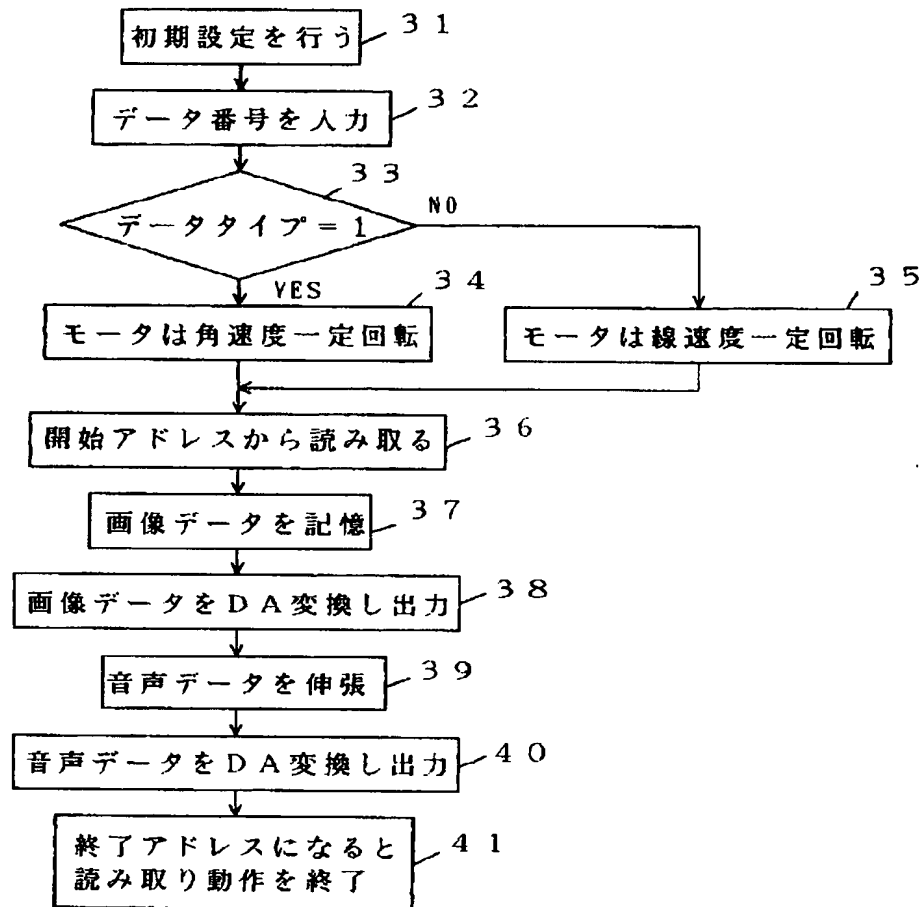 初期設定を行う
31
データ番号を入力
32
33
データタイプ=1
NO
YES
34
モータは角速度一定回転
35
モータは線速度一定回転
開始アドレスから読み取る
36
画像データを記憶
37
画像データをDA変換し出力
38
音声データを伸張
39
音声データをDA変換し出力
40
終了アドレスになると
読み取り動作を終了
41